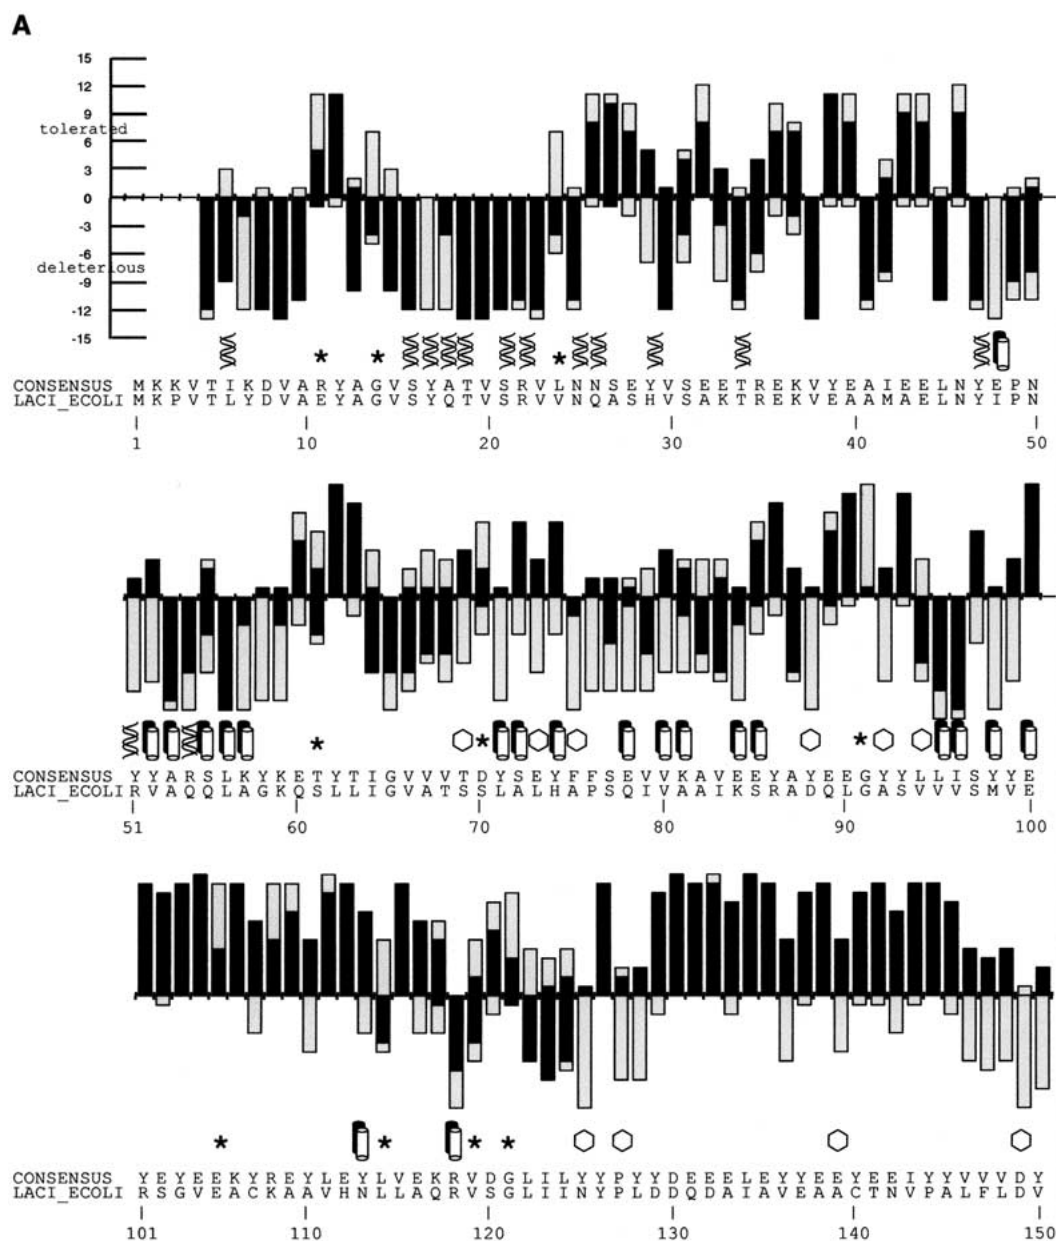 A
15
12
9
tolerated
6
3
0
-3
-6
deleterious
-9
-12
-15
CONSENSUS M K K V T I K D V A R Y A G V S Y A T V S R V L N N S E Y V S E E T R E K V Y E A I E E L N Y E P N
LACI_ECOLI M K P V T L Y D V A E Y A G V S Y Q T V S R V V N Q A S H V S A K T R E K V E A A M A E L N Y I P N
1 10 20 30 40 50
CONSENSUS Y Y A R S L K Y K E T Y T I G V V V T D Y S E Y F F S E V V K A V E E Y A Y E E G Y Y L L I S Y Y E
LACI_ECOLI R V A Q Q L A G K Q S L L I G V A T S S L A L H A P S Q I V A A I K S R A D Q L G A S V V V S M V E
51 60 70 80 90 100
CONSENSUS Y E Y E E K Y R E Y L E Y L V E K R V D G L I L Y Y P Y Y D E E E L E Y Y E E Y E E I Y Y V V V D Y
LACI_ECOLI R S G V E A C K A A V H N L L A Q R V S G L I I N Y P L D D Q D A I A V E A A C T N V P A L F L D V
101 110 120 130 140 150